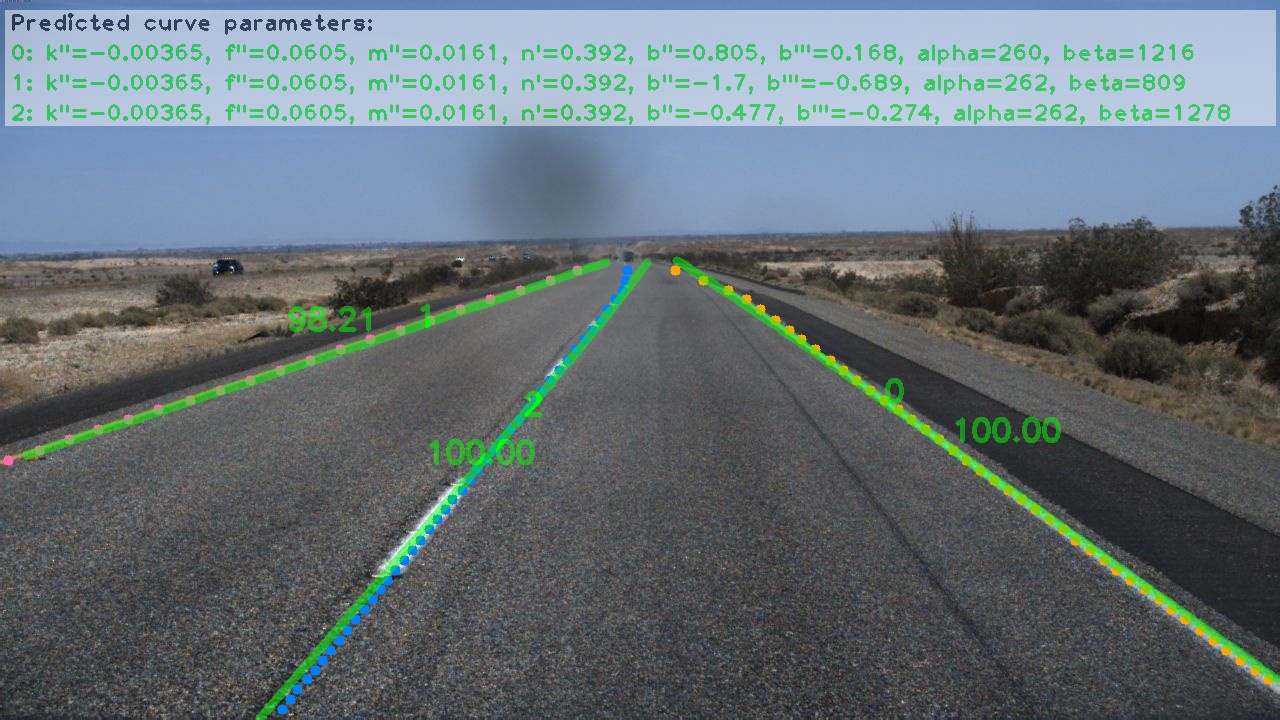 Predicted curve parameters:
0: k"=-0.00365, f"=0.0605, m"=0.0161, n'=0.392, b"=0.805, b'"=0.168, alpha=260, beta=1216
1: k"=-0.00365, f"=0.0605, m"=0.0161, n'=0.392, b"=-1.7, b'"=-0.689, alpha=262, beta=809
2: k"=-0.00365, f"=0.0605, m"=0.0161, n'=0.392, b"=-0.477, b'"=-0.274, alpha=262, beta=1278
98.21 1
0
2
100.00
100.00